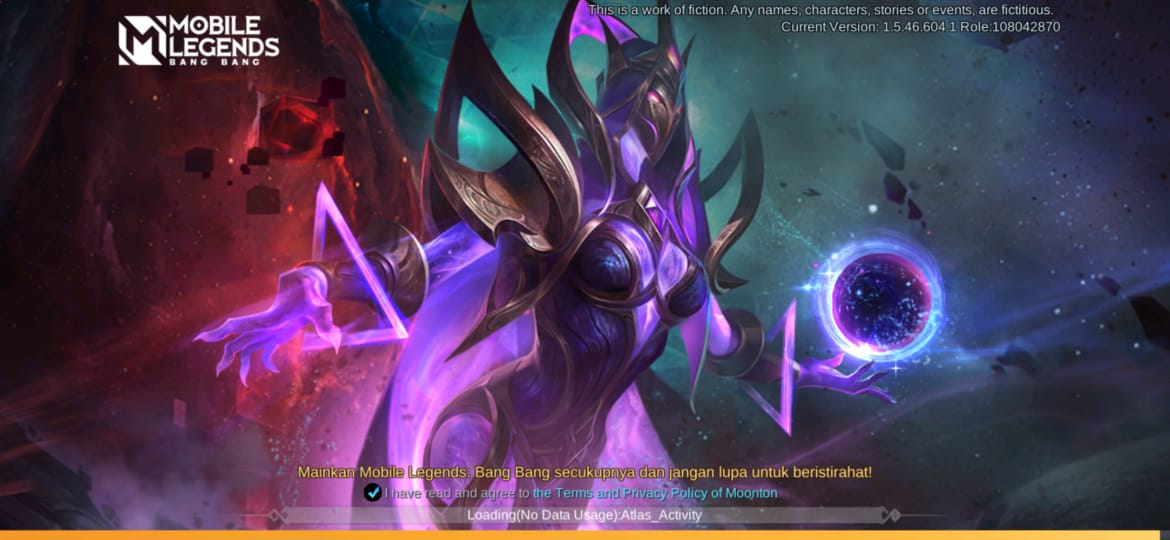 This is a work of fiction. Any names, characters, stories or events, are fictitious.
Current Version: 1.5.46.604.1 Role:108042870
MOBILE
LEGENDS
BANG BANG
Mainkan Mobile Legends: Bang Bang secukupnya dan jangan lupa untuk beristirahat!
I have read and agree to the Terms and Privacy Policy of Moonton
Loading(No Data Usage):Atlas_Activity